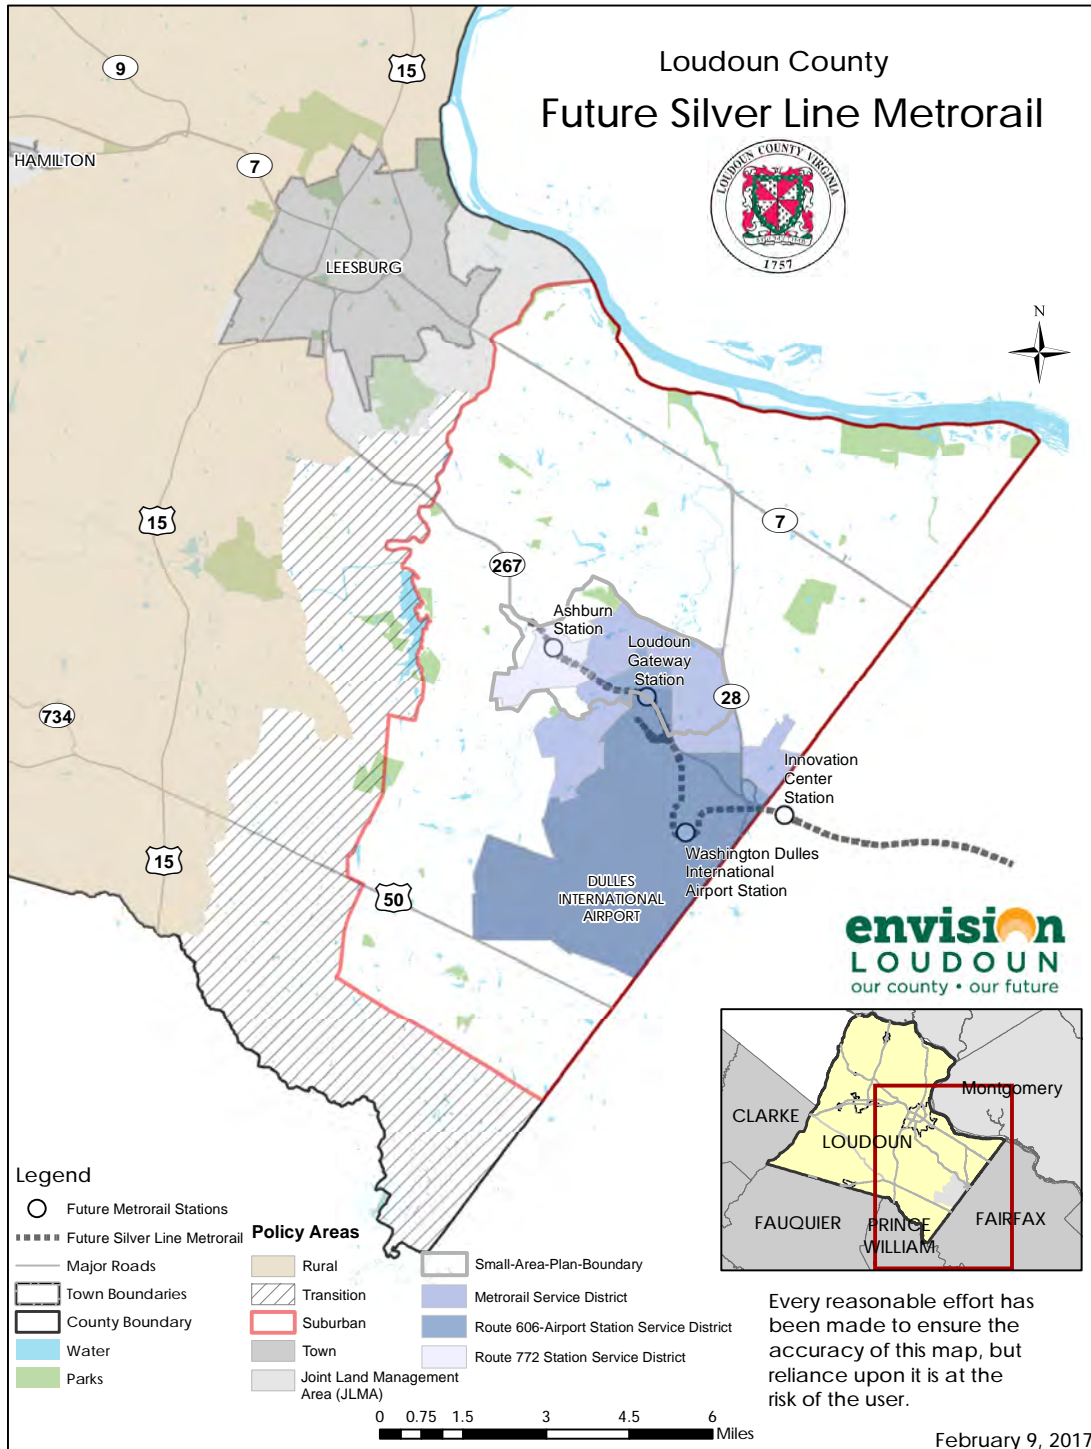 Loudoun County
Future Silver Line Metrorail
LOUDOUN COUNTY VIRGINIA
1757
N
9
15
HAMILTON
7
LEESBURG
15
7
267
Ashburn
Station
Loudoun
Gateway
Station
28
734
Innovation
Center
Station
Washington Dulles
International
Airport Station
15
50
DULLES
INTERNATIONAL
AIRPORT
envision
LOUDOUN
our county • our future
Montgomery
CLARKE
LOUDOUN
FAUQUIER
PRINCE
WILLIAM
FAIRFAX
Legend
Future Metrorail Stations
Future Silver Line Metrorail
Major Roads
Town Boundaries
County Boundary
Water
Parks
Policy Areas
Rural
Transition
Suburban
Town
Joint Land Management
Area (JLMA)
Small-Area-Plan-Boundary
Metrorail Service District
Route 606-Airport Station Service District
Route 772 Station Service District
0 0.75 1.5 3 4.5 6
Miles
Every reasonable effort has
been made to ensure the
accuracy of this map, but
reliance upon it is at the
risk of the user.
February 9, 2017